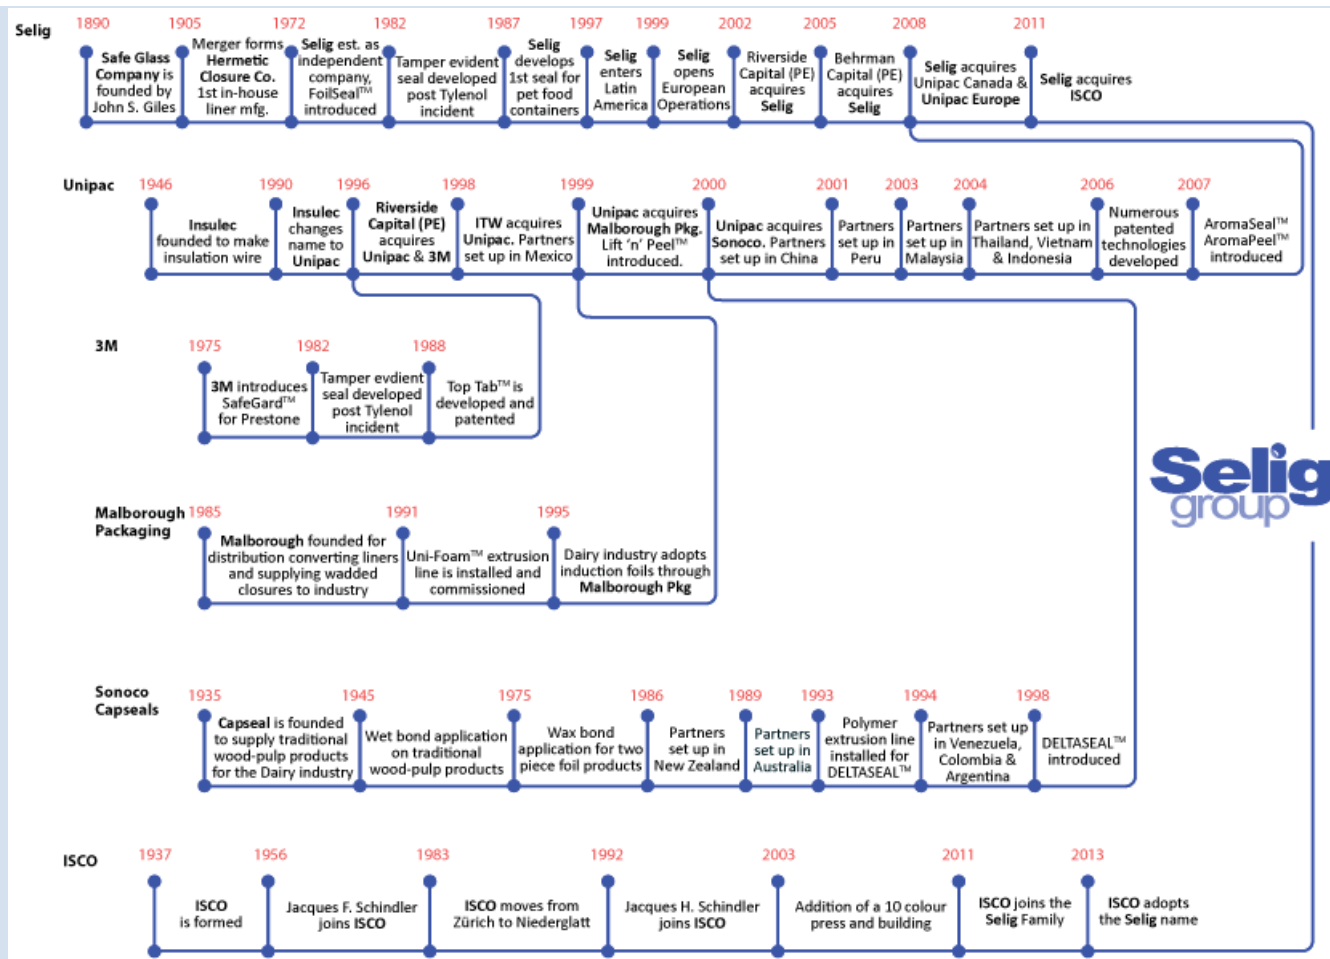 Selig
1890 1905 1972 1982 1987 1997 1999 2002 2005 2008 2011
Safe Glass
Company is
founded by
John S. Giles
Merger forms
Hermetic
Closure Co.
1st in-house
liner mfg.
Selig est. as
independent
company,
FoilSeal™
introduced
Tamper evident
seal developed
post Tylenol
incident
Selig
develops
1st seal for
pet food
containers
Selig
enters
Latin
America
Selig
opens
European
Operations
Riverside
Capital (PE)
acquires
Selig
Behrman
Capital (PE)
acquires
Selig
Selig acquires
Unipac Canada &
Unipac Europe
Selig acquires
ISCO
Unipac
1946 1990 1996 1998 1999 2000 2001 2003 2004 2006 2007
Insulec
founded to make
insulation wire
Insulec
changes
name to
Unipac
Riverside
Capital (PE)
acquires
Unipac & 3M
ITW acquires
Unipac. Partners
set up in Mexico
Unipac acquires
Malborough Pkg.
Lift 'n' Peel™
introduced.
Unipac acquires
Sonoco. Partners
set up in China
Partners
set up in
Peru
Partners
set up in
Malaysia
Partners set up in
Thailand, Vietnam
& Indonesia
Numerous
patented
technologies
developed
AromaSeal™
AromaPeel™
introduced
3M
1975 1982 1988
3M introduces
SafeGard™
for Prestone
Tamper evdient
seal developed
post Tylenol
incident
Top Tab™ is
developed and
patented
Selig
group
Malborough
Packaging
1985 1991 1995
Malborough founded for
distribution converting liners
and supplying wadded
closures to industry
Uni-Foam™ extrusion
line is installed and
commissioned
Dairy industry adopts
induction foils through
Malborough Pkg
Sonoco
Capseals
1935 1945 1975 1986 1989 1993 1994 1998
Capseal is founded
to supply traditional
wood-pulp products
for the Dairy industry
Wet bond application
on traditional
wood-pulp products
Wax bond
application for two
piece foil products
Partners
set up in
New Zealand
Partners
set up in
Australia
Polymer
extrusion line
installed for
DELTASEAL™
Partners set up
in Venezuela,
Colombia &
Argentina
DELTASEAL™
introduced
ISCO
1937 1956 1983 1992 2003 2011 2013
ISCO
is formed
Jacques F. Schindler
joins ISCO
ISCO moves from
Zürich to Niederglatt
Jacques H. Schindler
joins ISCO
Addition of a 10 colour
press and building
ISCO joins the
Selig Family
ISCO adopts
the Selig name